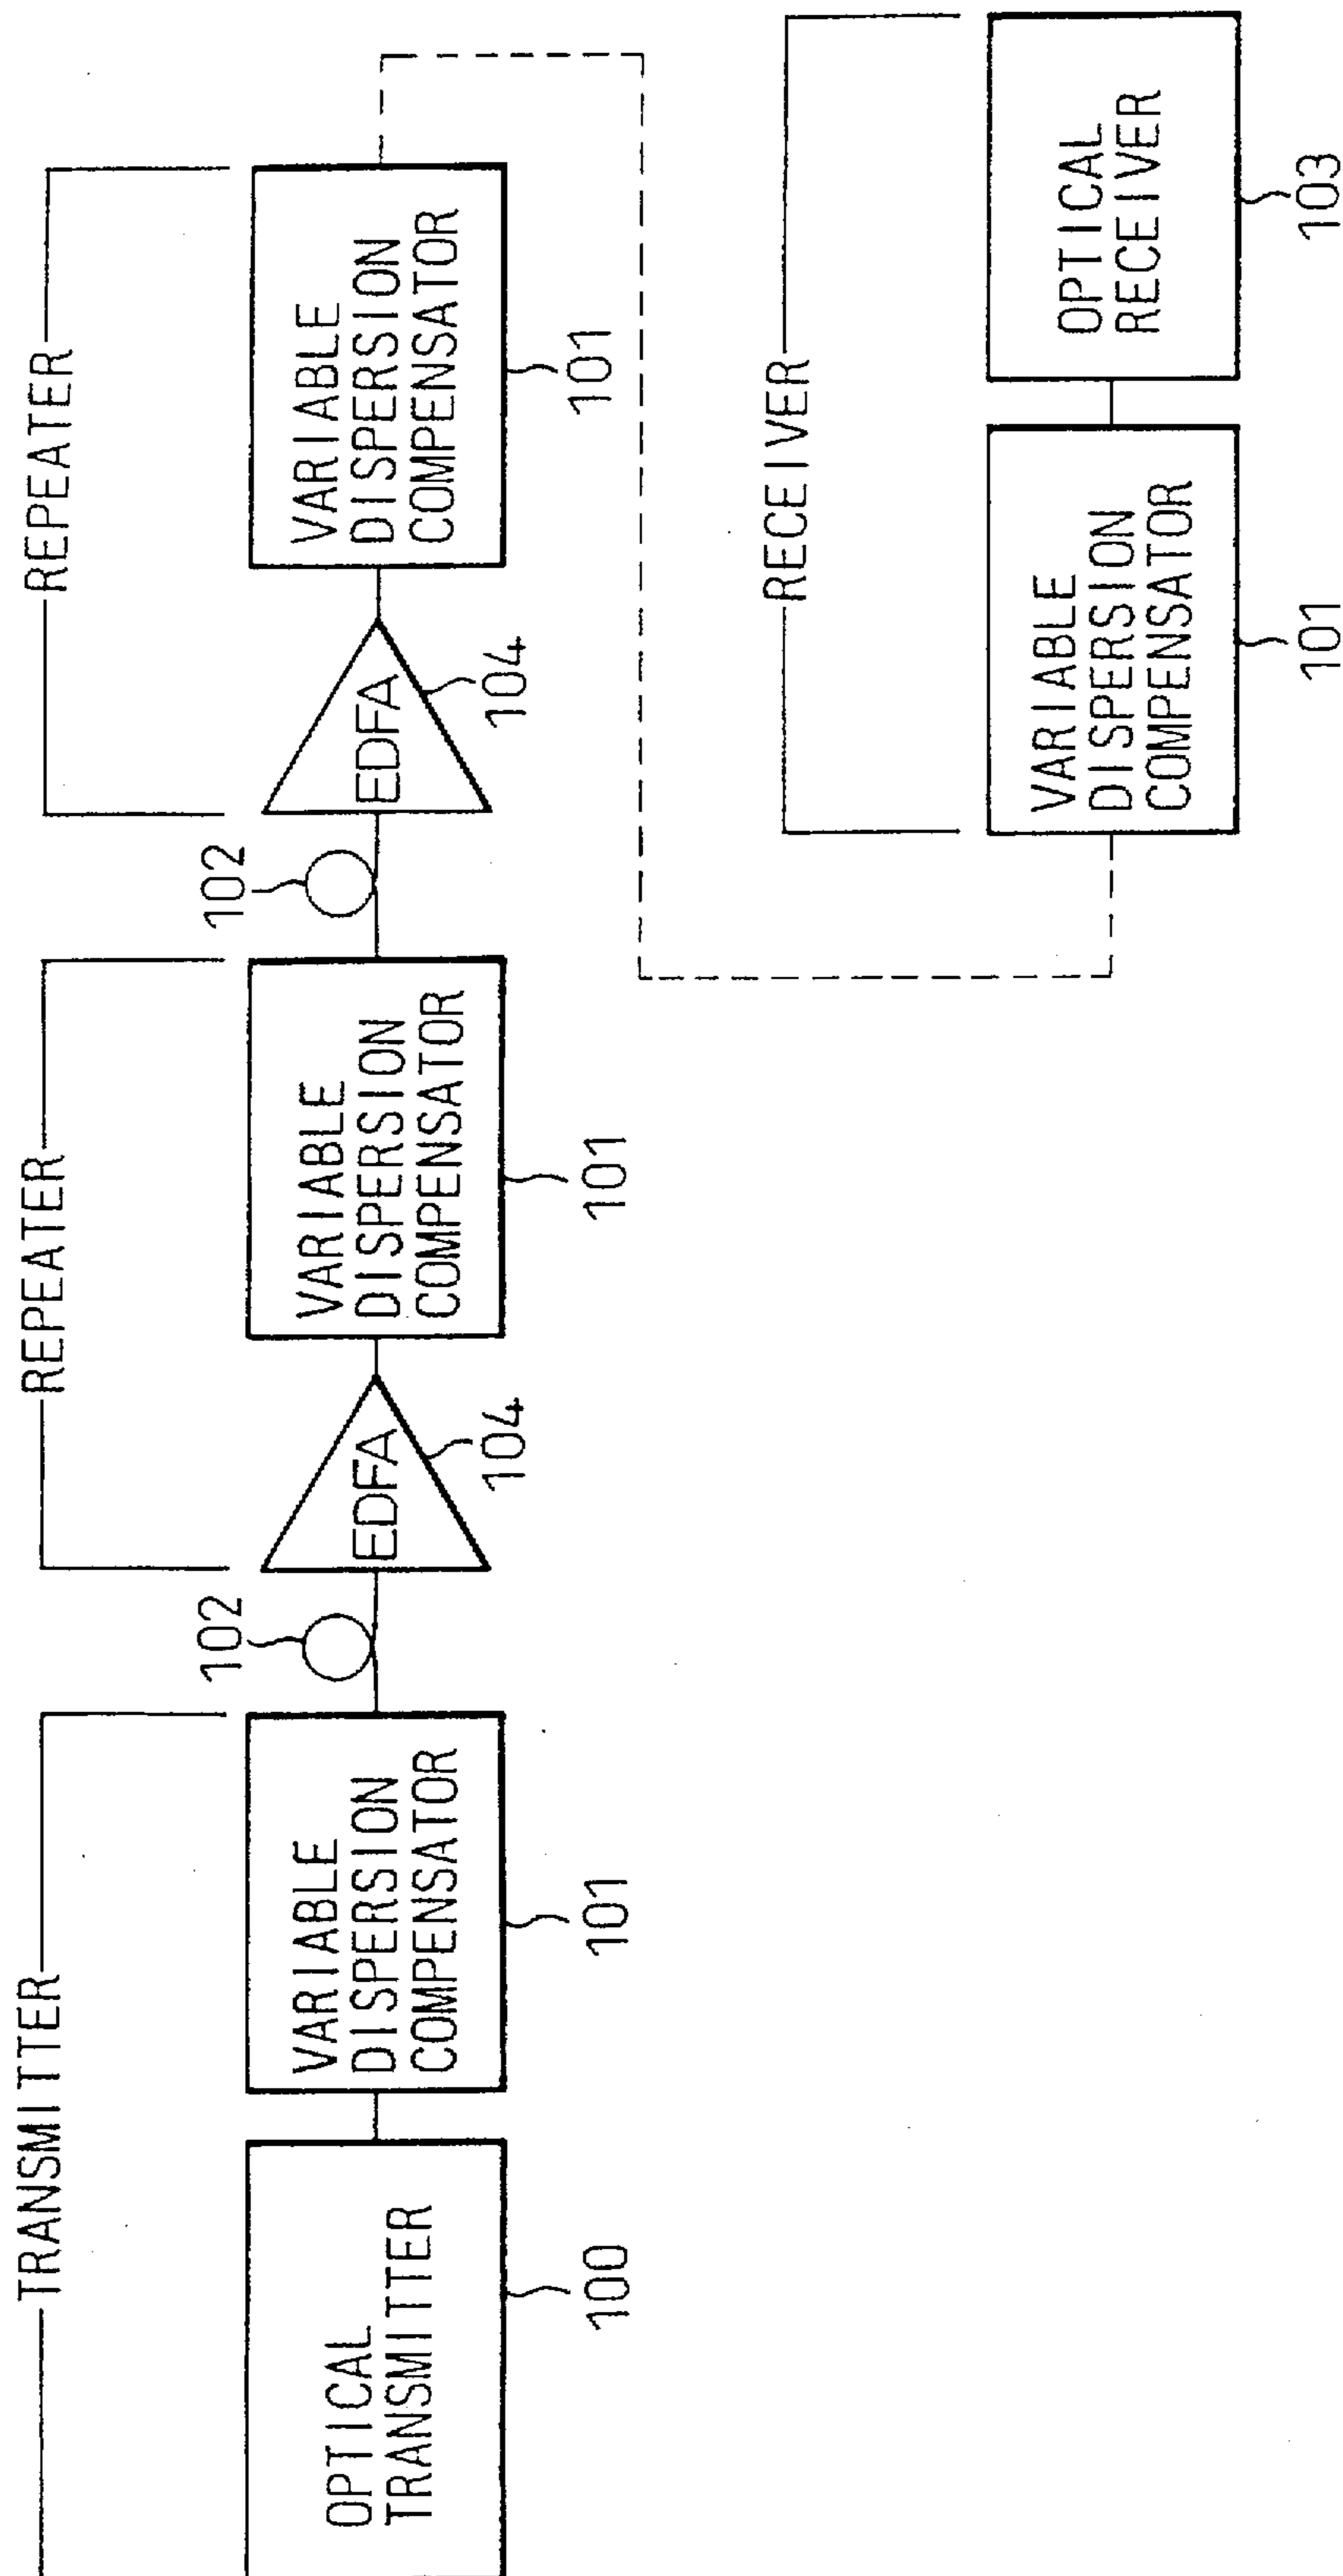 TRANSMITTER
REPEATER
REPEATER
OPTICAL
TRANSMITTER
100
VARIABLE
DISPERSION
COMPENSATOR
101
102
EDFA
104
VARIABLE
DISPERSION
COMPENSATOR
101
102
EDFA
104
VARIABLE
DISPERSION
COMPENSATOR
101
RECEIVER
VARIABLE
DISPERSION
COMPENSATOR
101
OPTICAL
RECEIVER
103